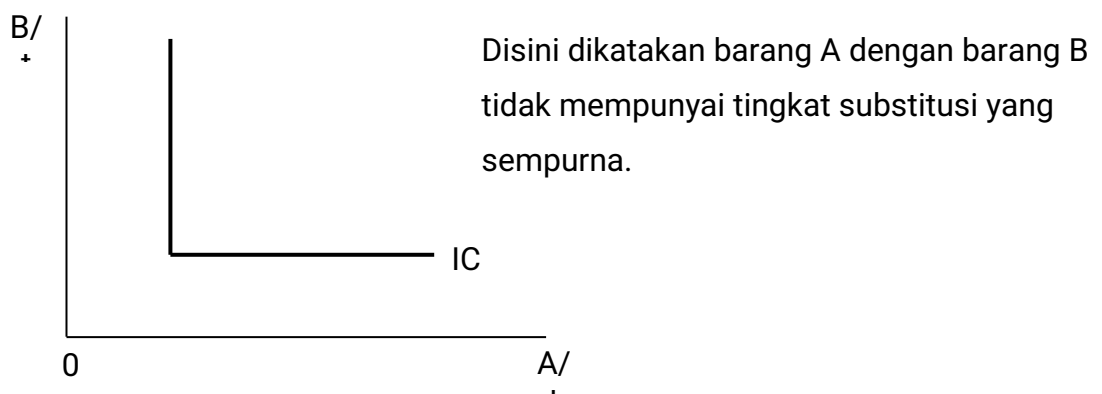 B/
Disini dikatakan barang A dengan barang B
tidak mempunyai tingkat substitusi yang
sempurna.
IC
0
A/